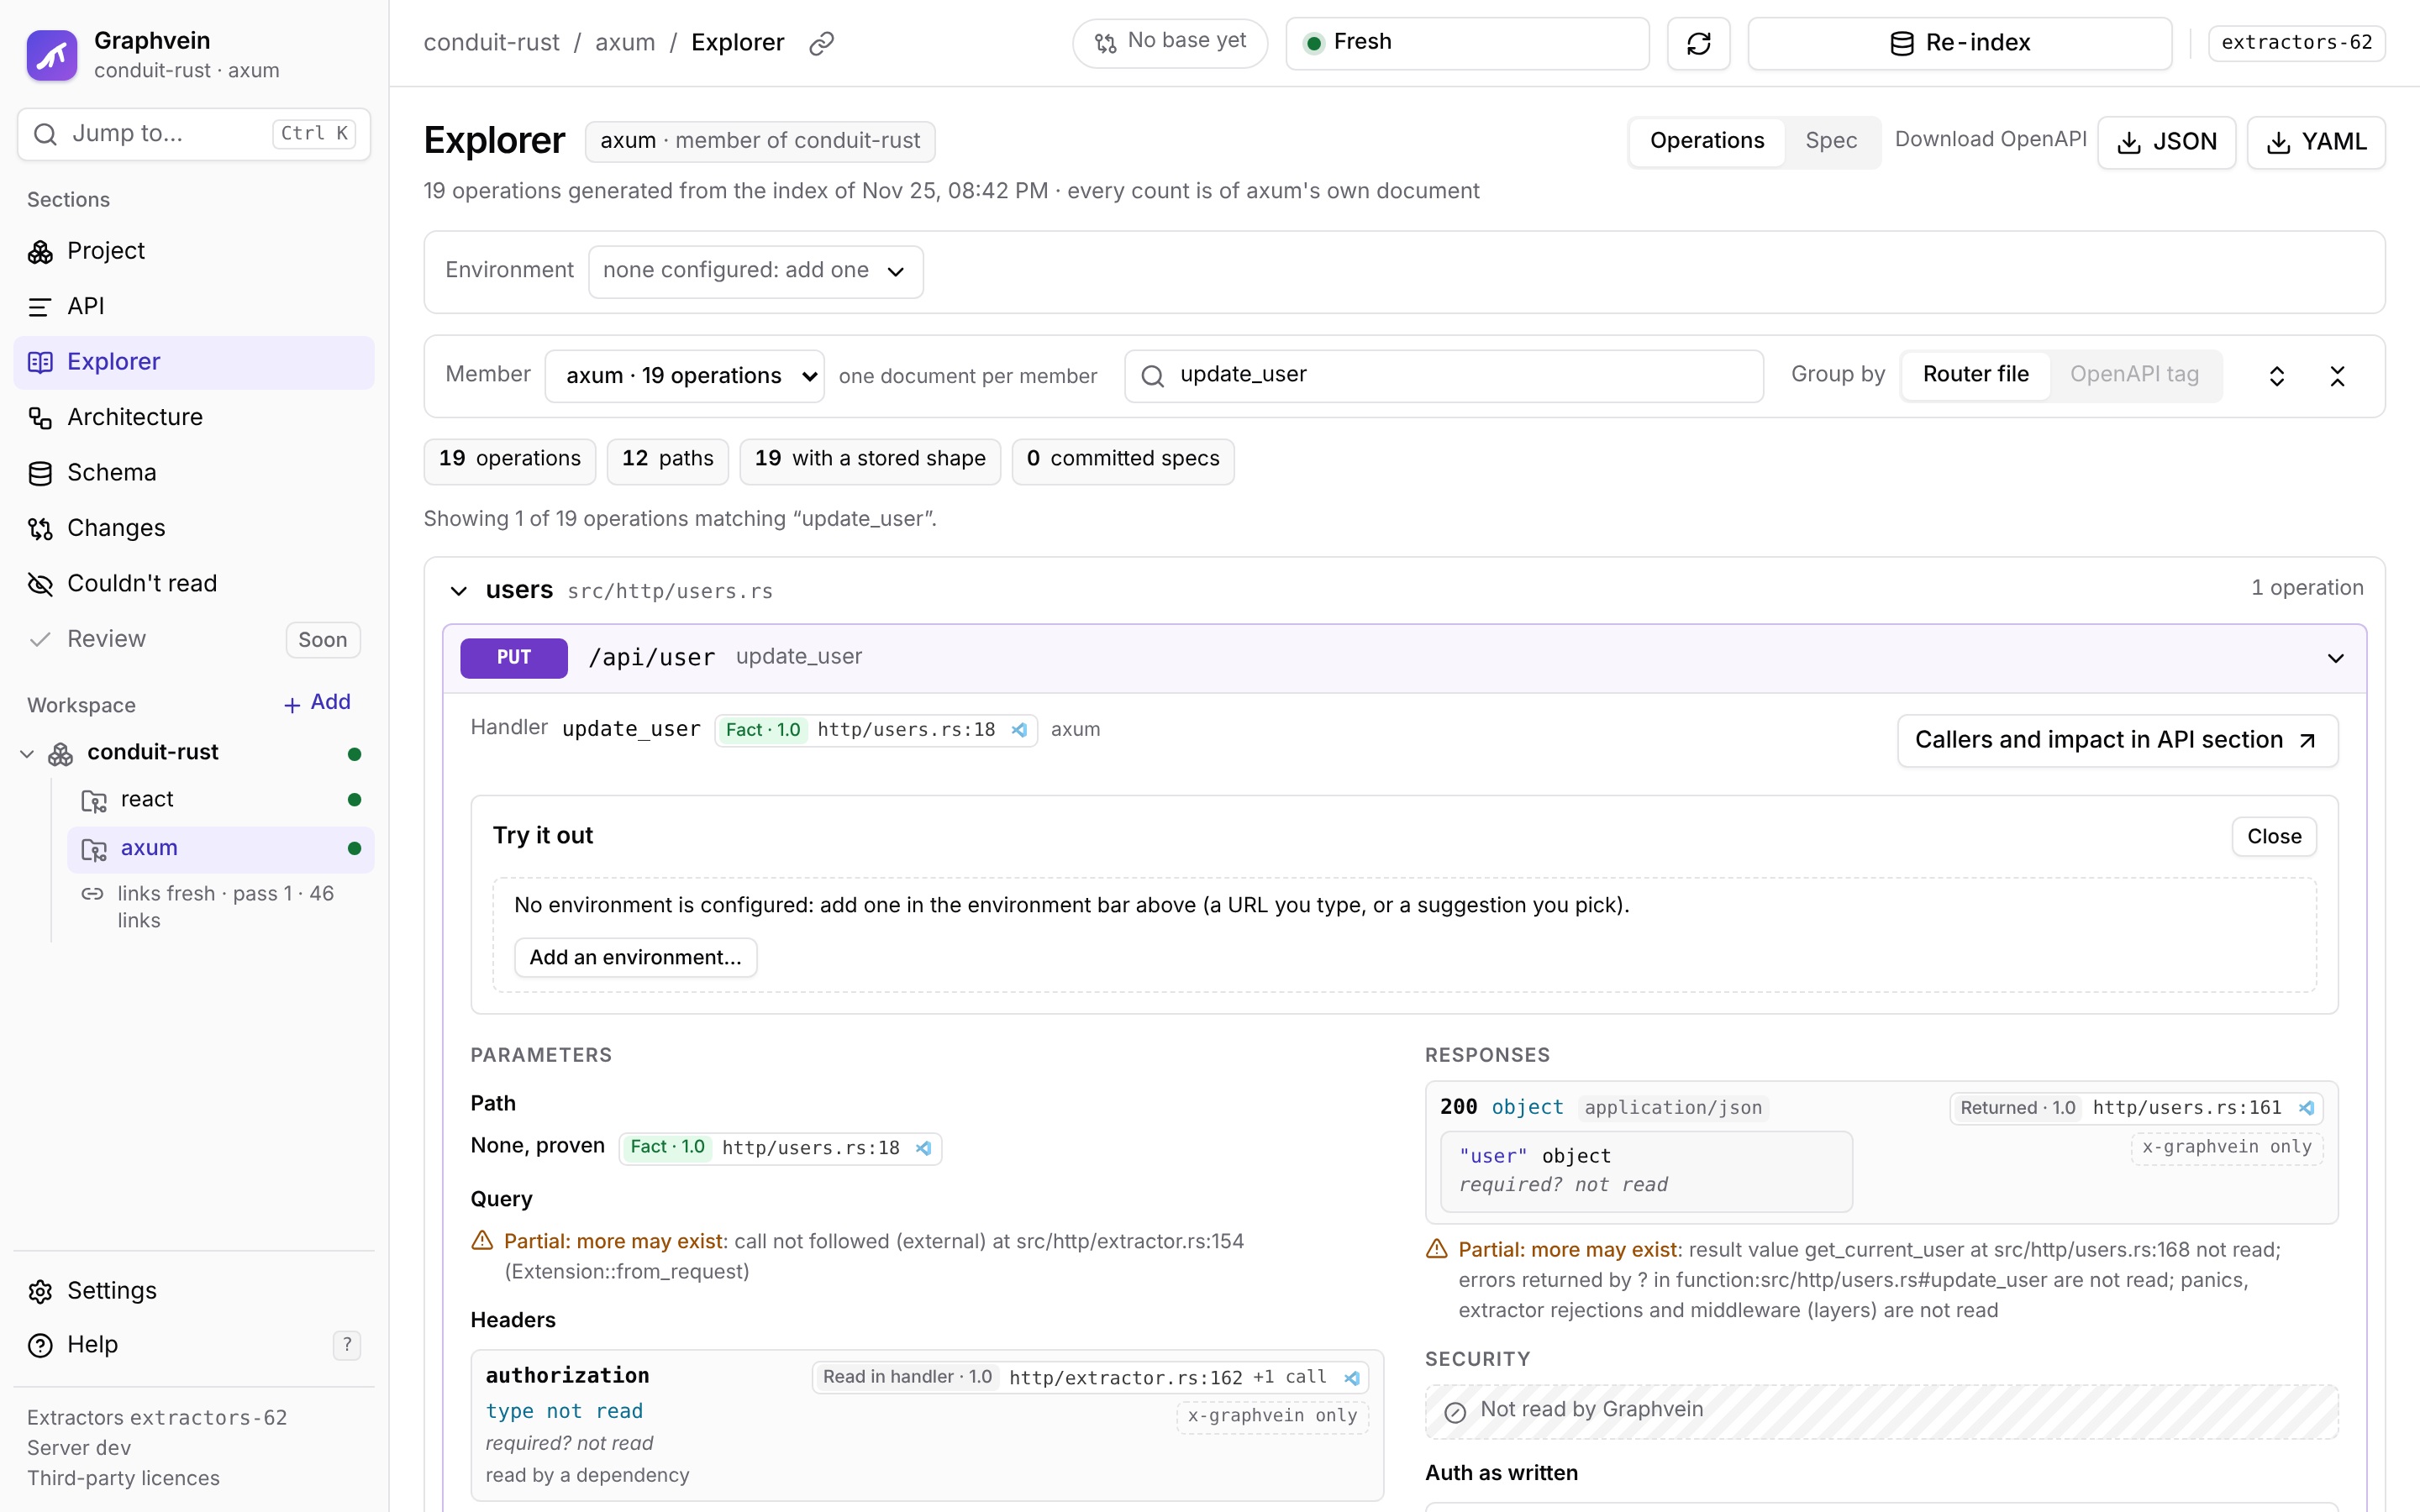 Graphvein
conduit-rust · axum
Jump to...
Ctrl K
Sections
Project
API
Explorer
Architecture
Schema
Changes
Couldn't read
Review
Soon
Workspace
+ Add
conduit-rust
react
axum
links fresh · pass 1 · 46
links
Settings
Help
?
Extractors extractors-62
Server dev
Third-party licences
conduit-rust / axum / Explorer
No base yet
Fresh
Re-index
extractors-62
Explorer
axum · member of conduit-rust
Operations
Spec
Download OpenAPI
JSON
YAML
19 operations generated from the index of Nov 25, 08:42 PM · every count is of axum's own document
Environment
none configured: add one
Member
axum · 19 operations
one document per member
update_user
Group by
Router file
OpenAPI tag
19 operations
12 paths
19 with a stored shape
0 committed specs
Showing 1 of 19 operations matching “update_user”.
users src/http/users.rs
1 operation
PUT /api/user update_user
Handler update_user Fact · 1.0 http/users.rs:18 axum
Callers and impact in API section
Try it out
Close
No environment is configured: add one in the environment bar above (a URL you type, or a suggestion you pick).
Add an environment...
PARAMETERS
Path
None, proven Fact · 1.0 http/users.rs:18
Query
Partial: more may exist: call not followed (external) at src/http/extractor.rs:154
(Extension::from_request)
Headers
authorization Read in handler · 1.0 http/extractor.rs:162 +1 call
type not read x-graphvein only
required? not read
read by a dependency
RESPONSES
200 object application/json Returned · 1.0 http/users.rs:161
x-graphvein only
"user" object
required? not read
Partial: more may exist: result value get_current_user at src/http/users.rs:168 not read;
errors returned by ? in function:src/http/users.rs#update_user are not read; panics,
extractor rejections and middleware (layers) are not read
SECURITY
Not read by Graphvein
Auth as written